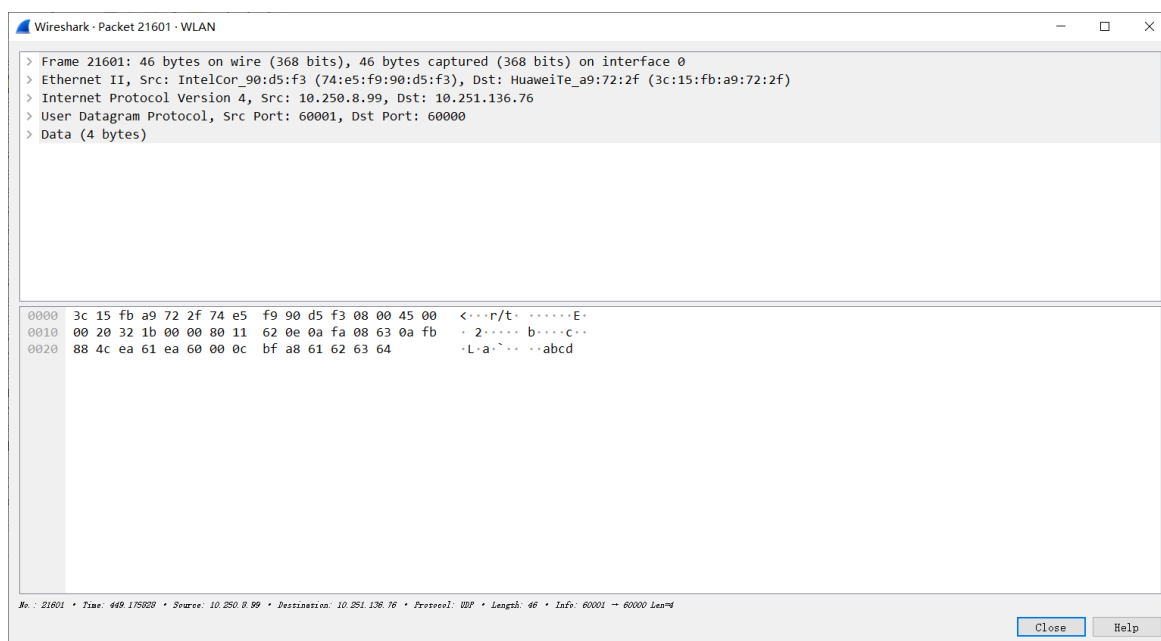 Wireshark · Packet 21601 · WLAN
> Frame 21601: 46 bytes on wire (368 bits), 46 bytes captured (368 bits) on interface 0
> Ethernet II, Src: IntelCor_90:d5:f3 (74:e5:f9:90:d5:f3), Dst: HuaweiTe_a9:72:2f (3c:15:fb:a9:72:2f)
> Internet Protocol Version 4, Src: 10.250.8.99, Dst: 10.251.136.76
> User Datagram Protocol, Src Port: 60001, Dst Port: 60000
> Data (4 bytes)
0000 3c 15 fb a9 72 2f 74 e5 f9 90 d5 f3 08 00 45 00 <···r/t· ······E·
0010 00 20 32 1b 00 00 80 11 62 0e 0a fa 08 63 0a fb · 2····· b····c··
0020 88 4c ea 61 ea 60 00 0c bf a8 61 62 63 64 ·L·a·`·· ··abcd
No.: 21601 · Time: 449.175828 · Source: 10.250.8.99 · Destination: 10.251.136.76 · Protocol: UDP · Length: 46 · Info: 60001 → 60000 Len=4
Close Help